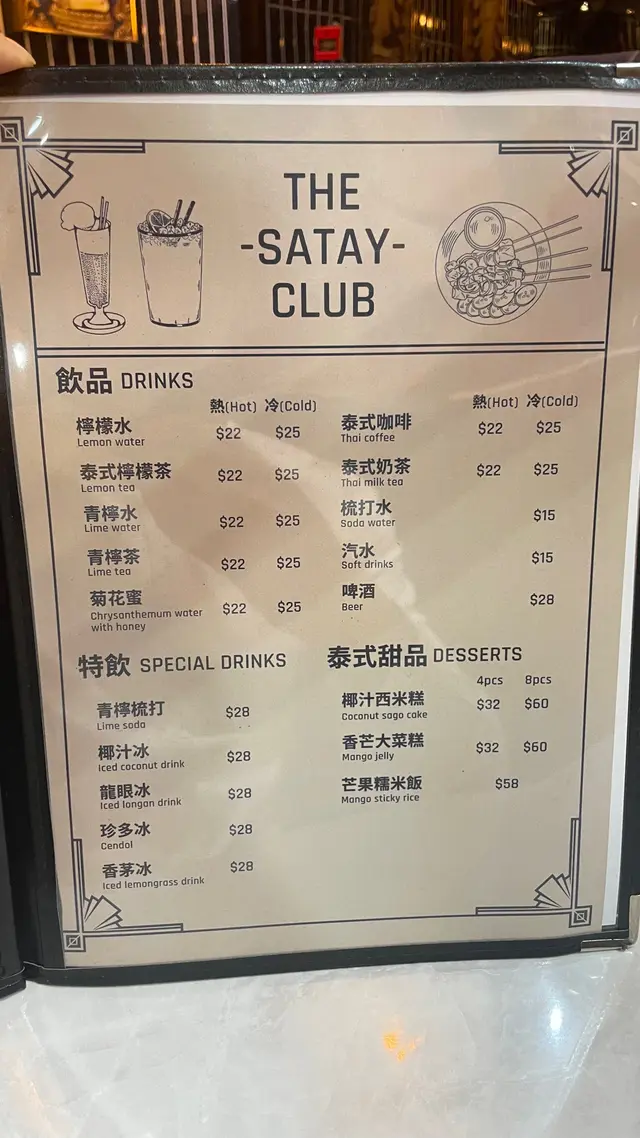 THE
-SATAY-
CLUB
飲品 DRINKS
熱(Hot) 冷(Cold)
檸檬水 $22 $25
Lemon water
泰式檸檬茶 $22 $25
Lemon tea
青檸水 $22 $25
Lime water
青檸茶 $22 $25
Lime tea
菊花蜜 $22 $25
Chrysanthemum water
with honey
熱(Hot) 冷(Cold)
泰式咖啡 $22 $25
Thai coffee
泰式奶茶 $22 $25
Thai milk tea
梳打水 $15
Soda water
汽水 $15
Soft drinks
啤酒 $28
Beer
特飲 SPECIAL DRINKS
青檸梳打 $28
Lime soda
椰汁冰 $28
Iced coconut drink
龍眼冰 $28
Iced longan drink
珍多冰 $28
Cendol
香茅冰 $28
Iced lemongrass drink
泰式甜品 DESSERTS
4pcs 8pcs
椰汁西米糕 $32 $60
Coconut sago cake
香芒大菜糕 $32 $60
Mango jelly
芒果糯米飯 $58
Mango sticky rice